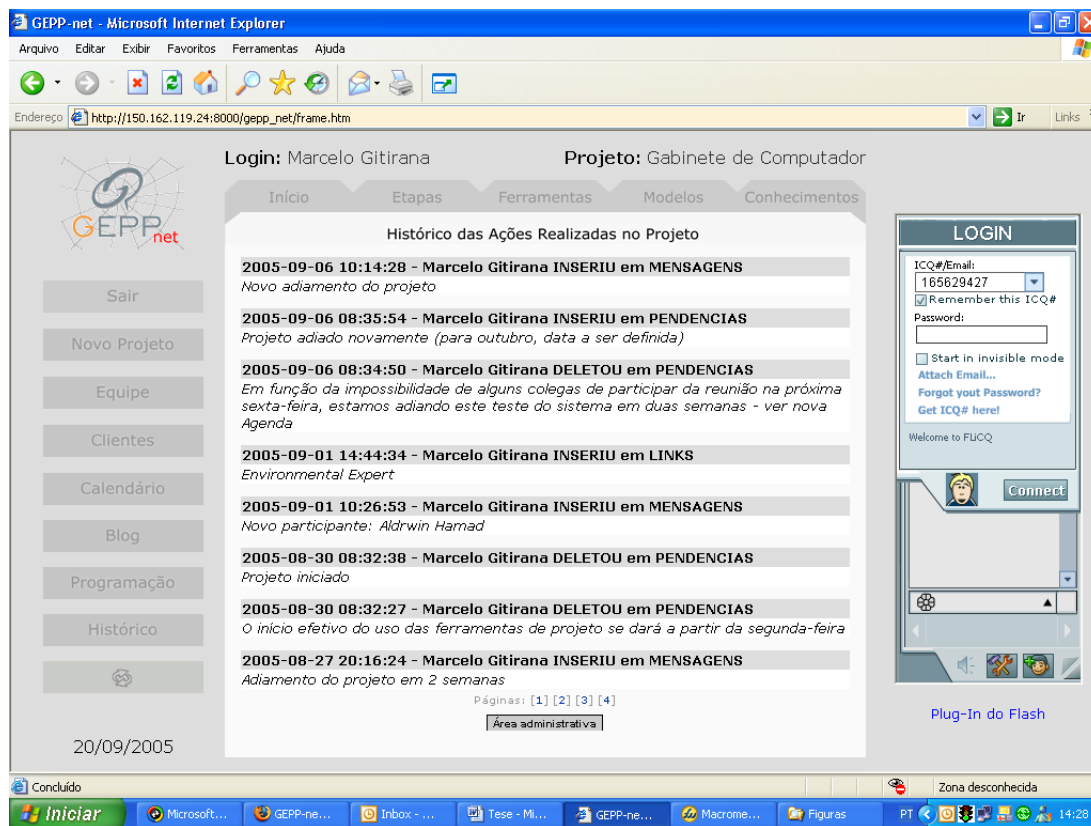 GEPP-net - Microsoft Internet Explorer
Arquivo Editar Exibir Favoritos Ferramentas Ajuda
Endereço http://150.162.119.24:8000/gepp_net/frame.htm Ir Links
GEPP net
Login: Marcelo Gitirana Projeto: Gabinete de Computador
Início Etapas Ferramentas Modelos Conhecimentos
Sair
Novo Projeto
Equipe
Clientes
Calendário
Blog
Programação
Histórico
20/09/2005
Histórico das Ações Realizadas no Projeto
2005-09-06 10:14:28 - Marcelo Gitirana INSERIU em MENSAGENS
Novo adiamento do projeto
2005-09-06 08:35:54 - Marcelo Gitirana INSERIU em PENDENCIAS
Projeto adiado novamente (para outubro, data a ser definida)
2005-09-06 08:34:50 - Marcelo Gitirana DELETOU em PENDENCIAS
Em função da impossibilidade de alguns colegas de participar da reunião na próxima
sexta-feira, estamos adiando este teste do sistema em duas semanas - ver nova
Agenda
2005-09-01 14:44:34 - Marcelo Gitirana INSERIU em LINKS
Environmental Expert
2005-09-01 10:26:53 - Marcelo Gitirana INSERIU em MENSAGENS
Novo participante: Aldrwin Hamad
2005-08-30 08:32:38 - Marcelo Gitirana DELETOU em PENDENCIAS
Projeto iniciado
2005-08-30 08:32:27 - Marcelo Gitirana DELETOU em PENDENCIAS
O início efetivo do uso das ferramentas de projeto se dará a partir da segunda-feira
2005-08-27 20:16:24 - Marcelo Gitirana INSERIU em MENSAGENS
Adiamento do projeto em 2 semanas
Páginas: [1] [2] [3] [4]
Área administrativa
LOGIN
ICQ#/Email:
165629427
Remember this ICQ#
Password:
Start in invisible mode
Attach Email...
Forgot yout Password?
Get ICQ# here!
Welcome to FLiCQ
Connect
Plug-In do Flash
Concluído Zona desconhecida
Iniciar Microsoft... GEPP-ne... Inbox - ... Tese - Mi... GEPP-ne... Macrome... Figuras PT 14:28